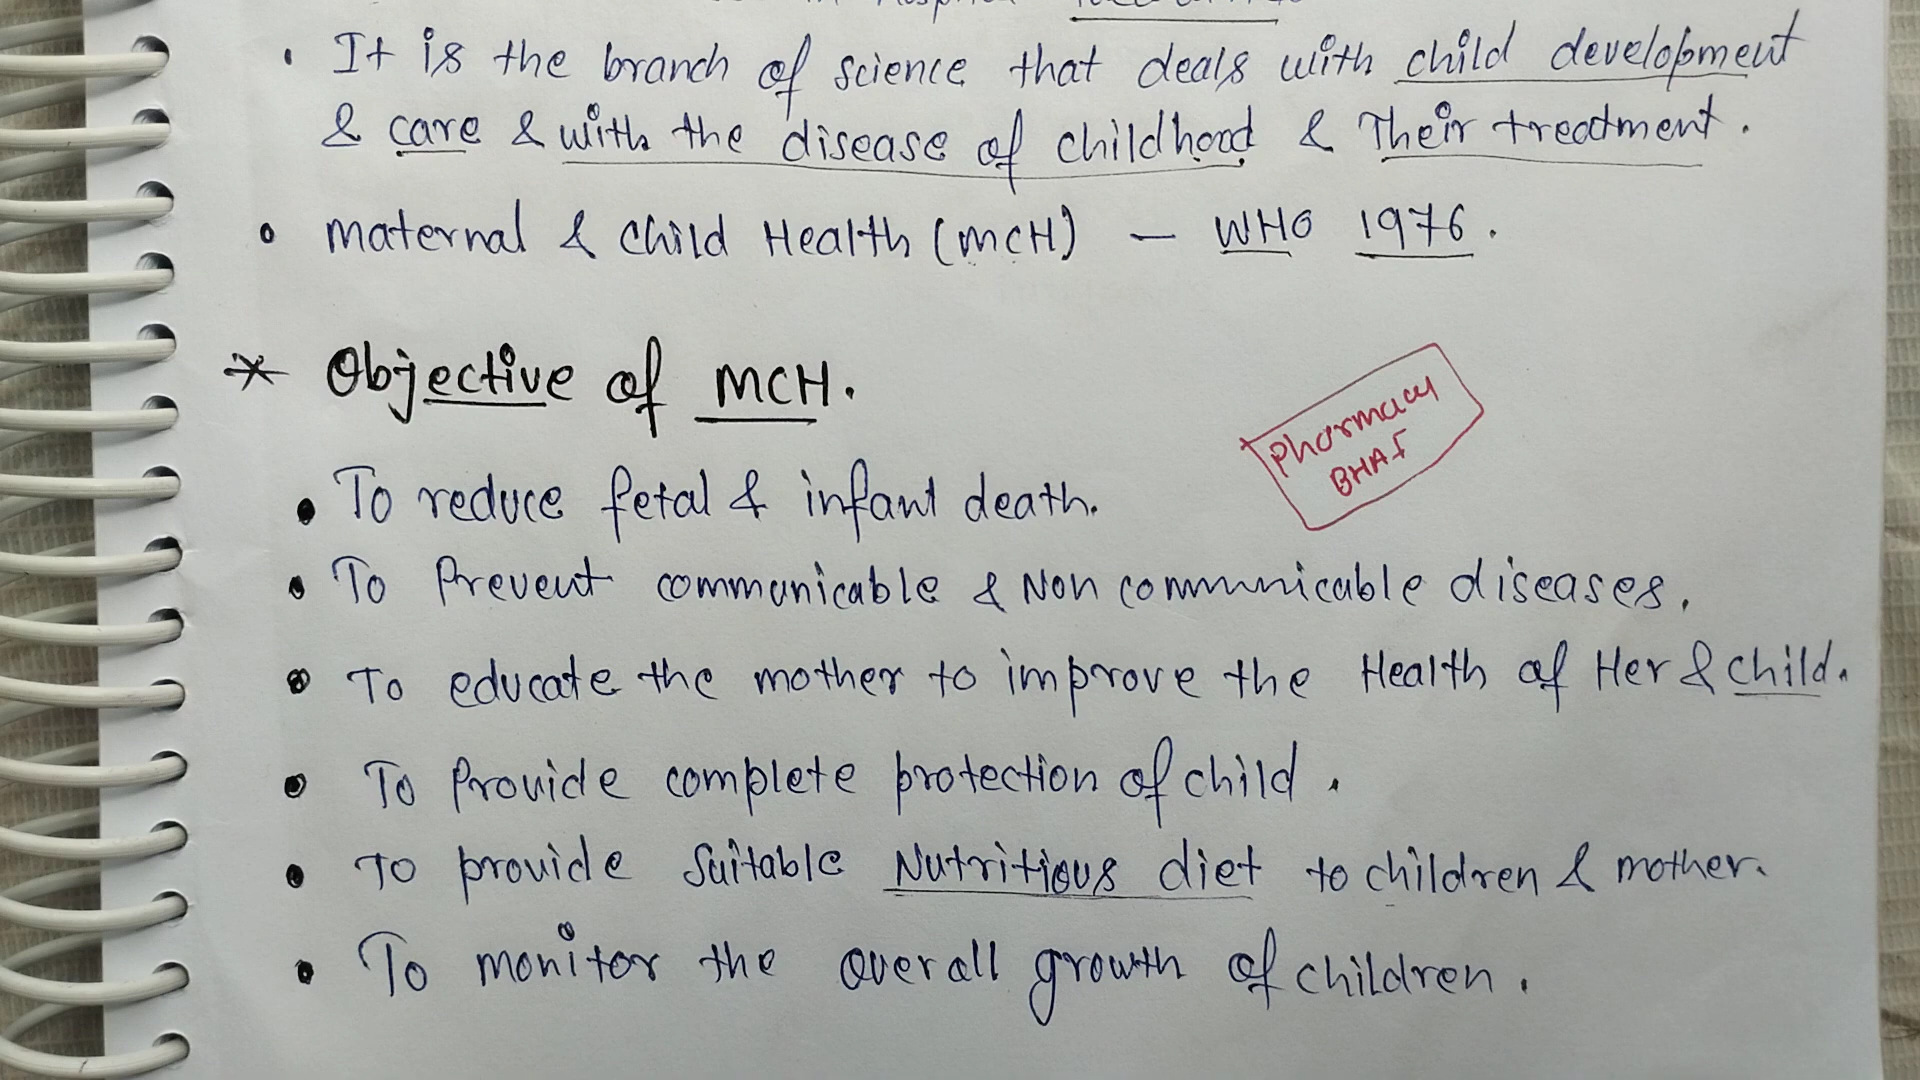 in Hospital
• It is the branch of science that deals with child development
& care & with the disease of childhood & Their treatment.
• maternal & child Health (MCH) – WHO 1976.
* Objective of MCH.
Pharmacy
BHAI
• To reduce fetal & infant death.
• To Prevent communicable & Non communicable diseases.
• To educate the mother to improve the Health of Her & child.
• To Provide complete protection of child.
• To provide Suitable Nutritious diet to children & mother.
• To monitor the overall growth of children.